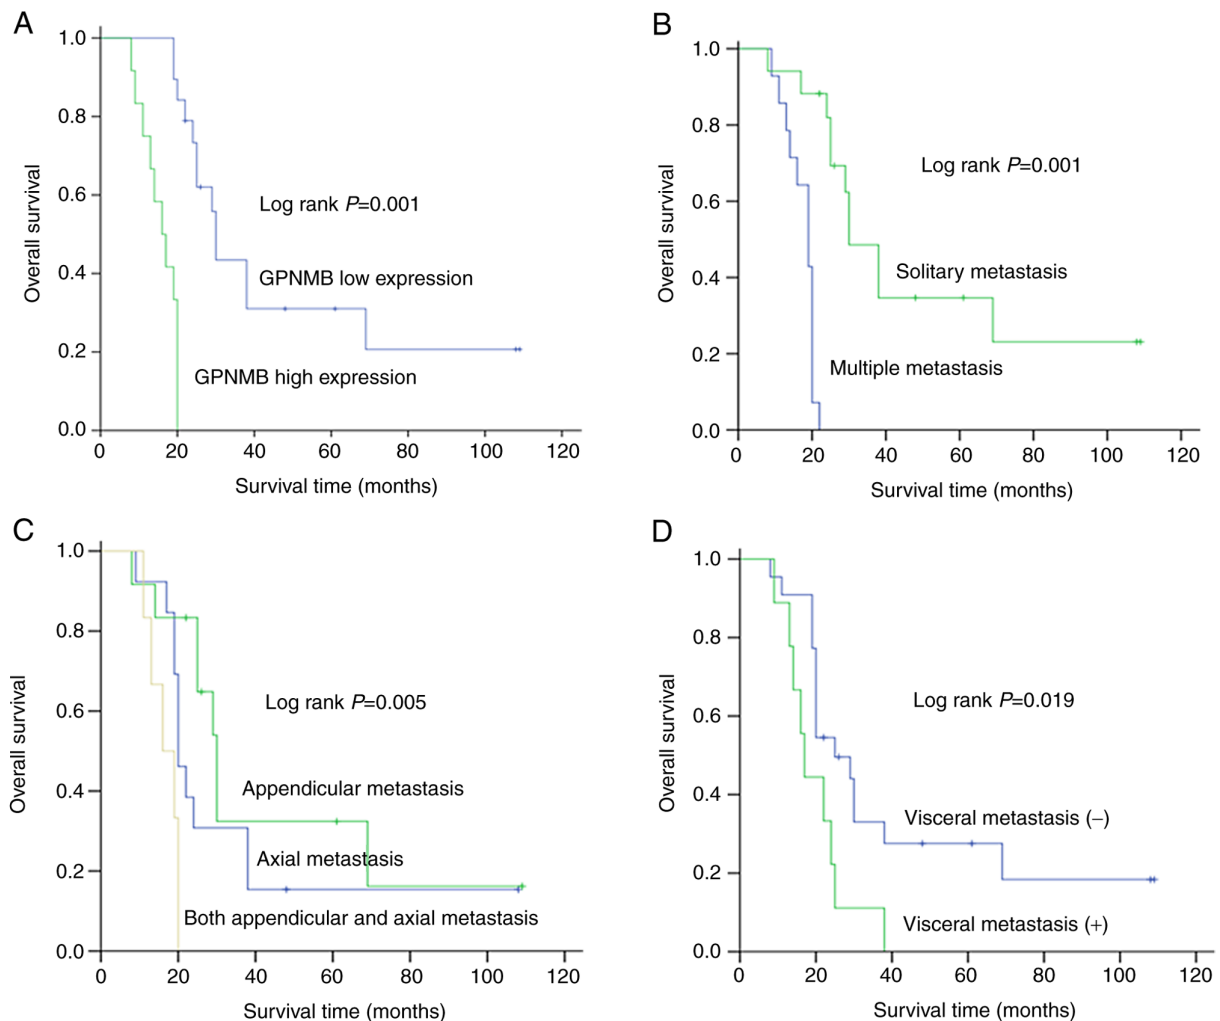 A
1.0
0.8
0.6
0.4
0.2
0.0
Overall survival
Log rank P=0.001
GPNMB low expression
GPNMB high expression
0 20 40 60 80 100 120
Survival time (months)
B
1.0
0.8
0.6
0.4
0.2
0.0
Overall survival
Log rank P=0.001
Solitary metastasis
Multiple metastasis
0 20 40 60 80 100 120
Survival time (months)
C
1.0
0.8
0.6
0.4
0.2
0.0
Overall survival
Log rank P=0.005
Appendicular metastasis
Axial metastasis
Both appendicular and axial metastasis
0 20 40 60 80 100 120
Survival time (months)
D
1.0
0.8
0.6
0.4
0.2
0.0
Overall survival
Log rank P=0.019
Visceral metastasis (−)
Visceral metastasis (+)
0 20 40 60 80 100 120
Survival time (months)